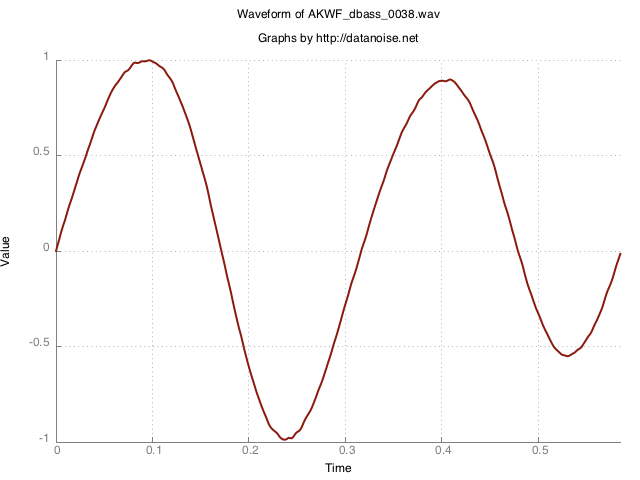 Waveform of AKWF_dbass_0038.wav
Graphs by http://datanoise.net
1
0.5
0
-0.5
-1
Value
0 0.1 0.2 0.3 0.4 0.5
Time